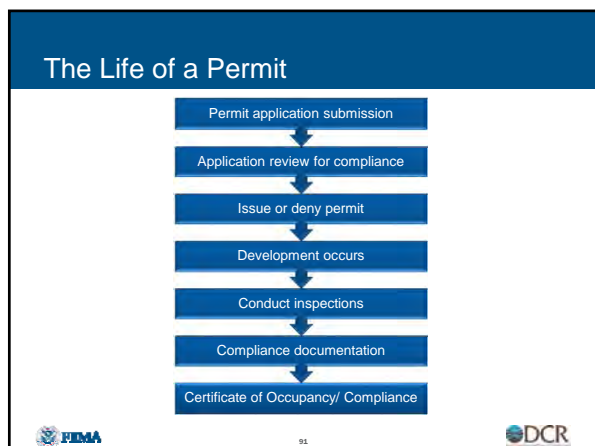 The Life of a Permit
Permit application submission
Application review for compliance
Issue or deny permit
Development occurs
Conduct inspections
Compliance documentation
Certificate of Occupancy/ Compliance
FEMA
91
DCR